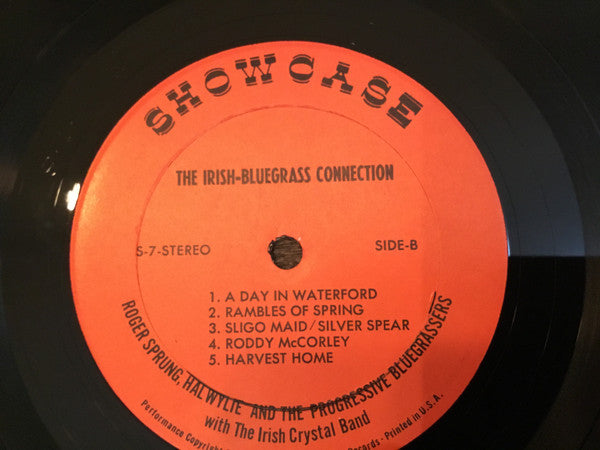 SHOWCASE
THE IRISH-BLUEGRASS CONNECTION
S-7-STEREO
SIDE-B
1. A DAY IN WATERFORD
2. RAMBLES OF SPRING
3. SLIGO MAID/SILVER SPEAR
4. RODDY McCORLEY
5. HARVEST HOME
ROGER SPRUNG, HAL WYLIE AND THE PROGRESSIVE BLUEGRASSERS
with The Irish Crystal Band
Performance Copyright Records · Printed in U.S.A.